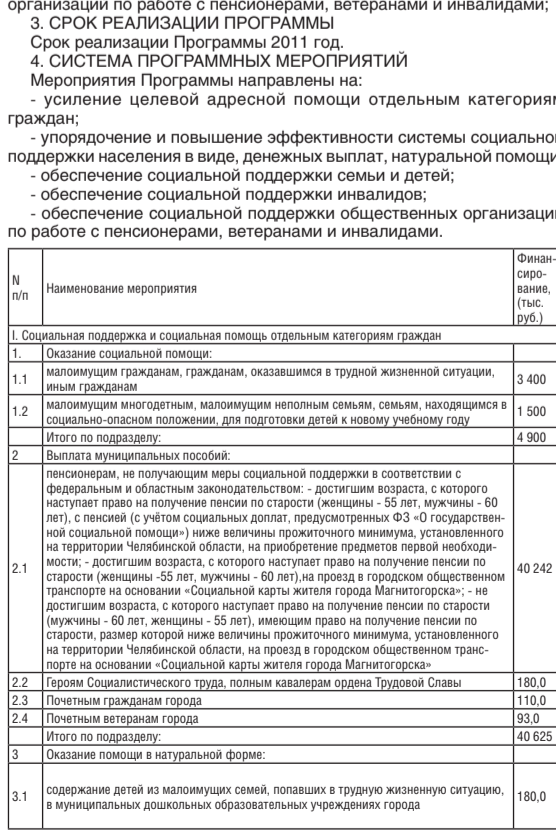 организации по работе с пенсионерами, ветеранами и инвалидами;
3. СРОК РЕАЛИЗАЦИИ ПРОГРАММЫ
Срок реализации Программы 2011 год.
4. СИСТЕМА ПРОГРАММНЫХ МЕРОПРИЯТИЙ
Мероприятия Программы направлены на:
- усиление целевой адресной помощи отдельным категориям
граждан;
- упорядочение и повышение эффективности системы социальной
поддержки населения в виде, денежных выплат, натуральной помощи;
- обеспечение социальной поддержки семьи и детей;
- обеспечение социальной поддержки инвалидов;
- обеспечение социальной поддержки общественных организаций
по работе с пенсионерами, ветеранами и инвалидами.
N
п/п
Наименование мероприятия
Финан-
сиро-
вание,
(тыс.
руб.)
I. Социальная поддержка и социальная помощь отдельным категориям граждан
1. Оказание социальной помощи:
1.1
малоимущим гражданам, гражданам, оказавшимся в трудной жизненной ситуации,
иным гражданам
3 400
1.2
малоимущим многодетным, малоимущим неполным семьям, семьям, находящимся в
социально-опасном положении, для подготовки детей к новому учебному году
1 500
Итого по подразделу: 4 900
2 Выплата муниципальных пособий:
2.1
пенсионерам, не получающим меры социальной поддержки в соответствии с
федеральным и областным законодательством: - достигшим возраста, с которого
наступает право на получение пенсии по старости (женщины - 55 лет, мужчины - 60
лет), с пенсией (с учётом социальных доплат, предусмотренных ФЗ «О государствен-
ной социальной помощи») ниже величины прожиточного минимума, установленного
на территории Челябинской области, на приобретение предметов первой необходи-
мости; - достигшим возраста, с которого наступает право на получение пенсии по
старости (женщины -55 лет, мужчины - 60 лет),на проезд в городском общественном
транспорте на основании «Социальной карты жителя города Магнитогорска»; - не
достигшим возраста, с которого наступает право на получение пенсии по старости
(мужчины - 60 лет, женщины - 55 лет), имеющим право на получение пенсии по
старости, размер которой ниже величины прожиточного минимума, установленного
на территории Челябинской области, на проезд в городском общественном транс-
порте на основании «Социальной карты жителя города Магнитогорска»
40 242
2.2 Героям Социалистического труда, полным кавалерам ордена Трудовой Славы 180,0
2.3 Почетным гражданам города 110,0
2.4 Почетным ветеранам города 93,0
Итого по подразделу: 40 625
3 Оказание помощи в натуральной форме:
3.1
содержание детей из малоимущих семей, попавших в трудную жизненную ситуацию,
в муниципальных дошкольных образовательных учреждениях города
180,0